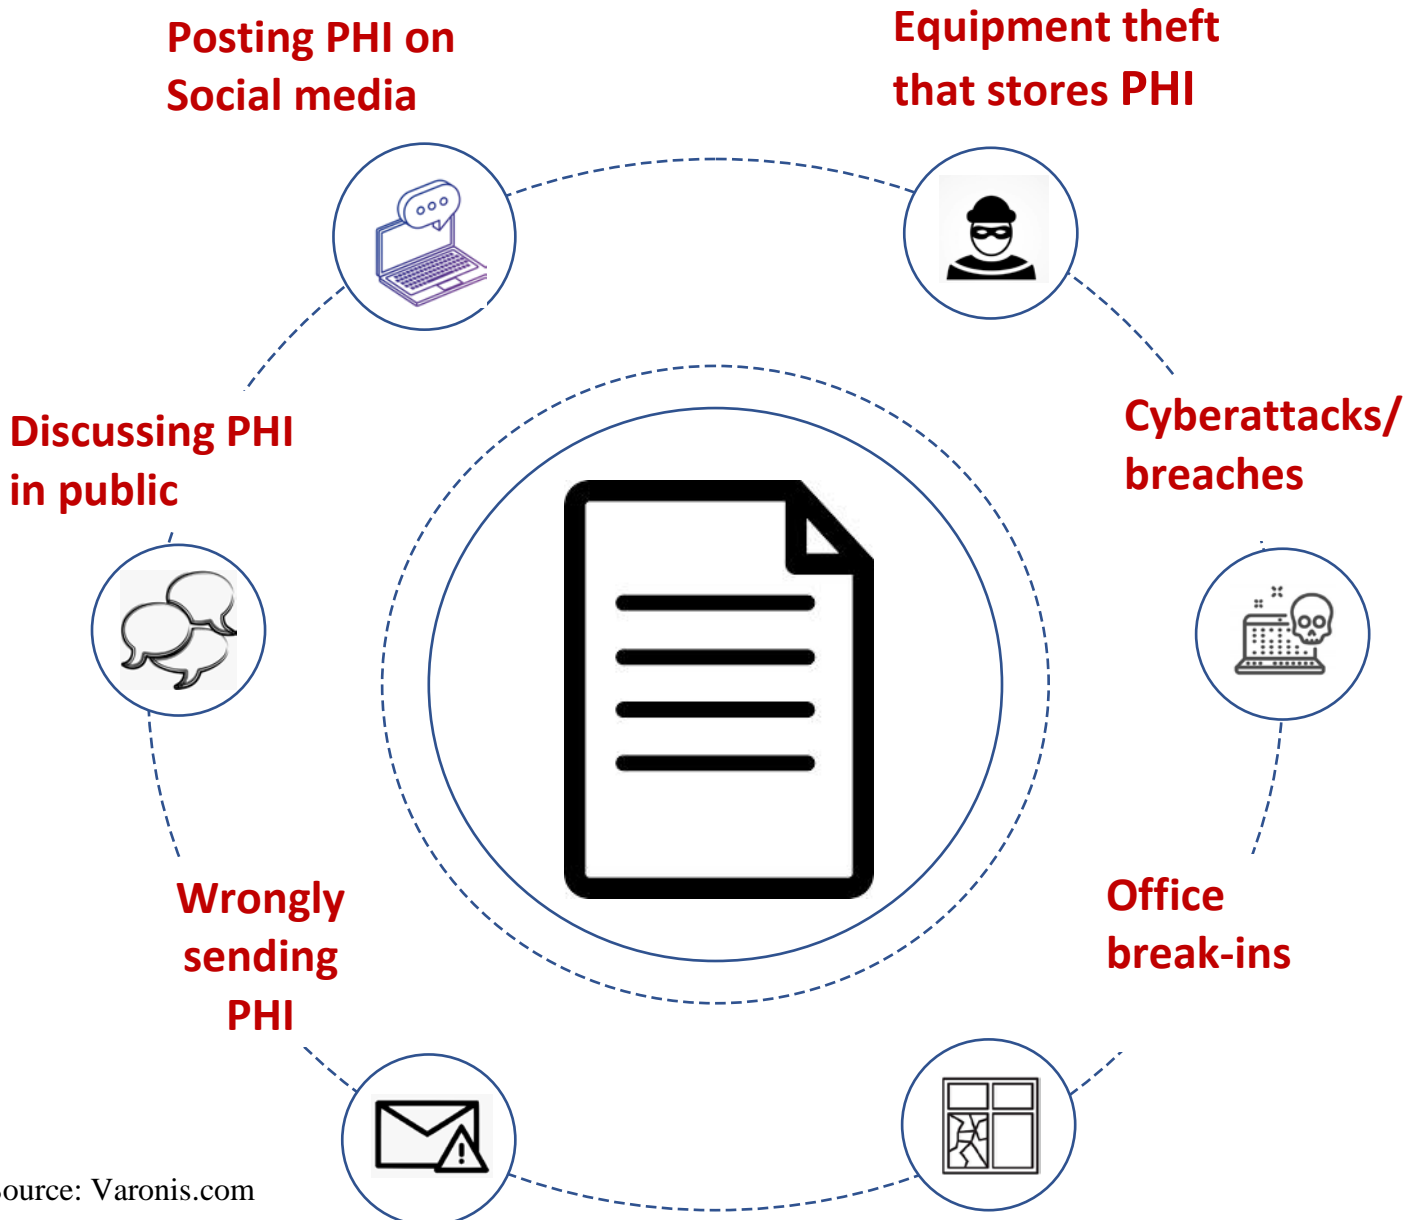 Posting PHI on
Social media
Equipment theft
that stores PHI
Discussing PHI
in public
Cyberattacks/
breaches
Wrongly
sending
PHI
Office
break-ins
ource: Varonis.com